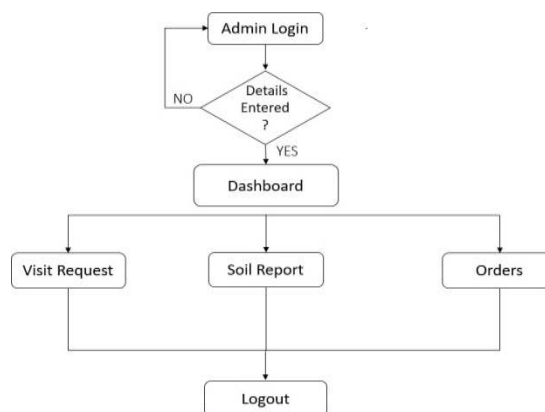 Admin Login
Details
Entered
?
NO
YES
Dashboard
Visit Request
Soil Report
Orders
Logout